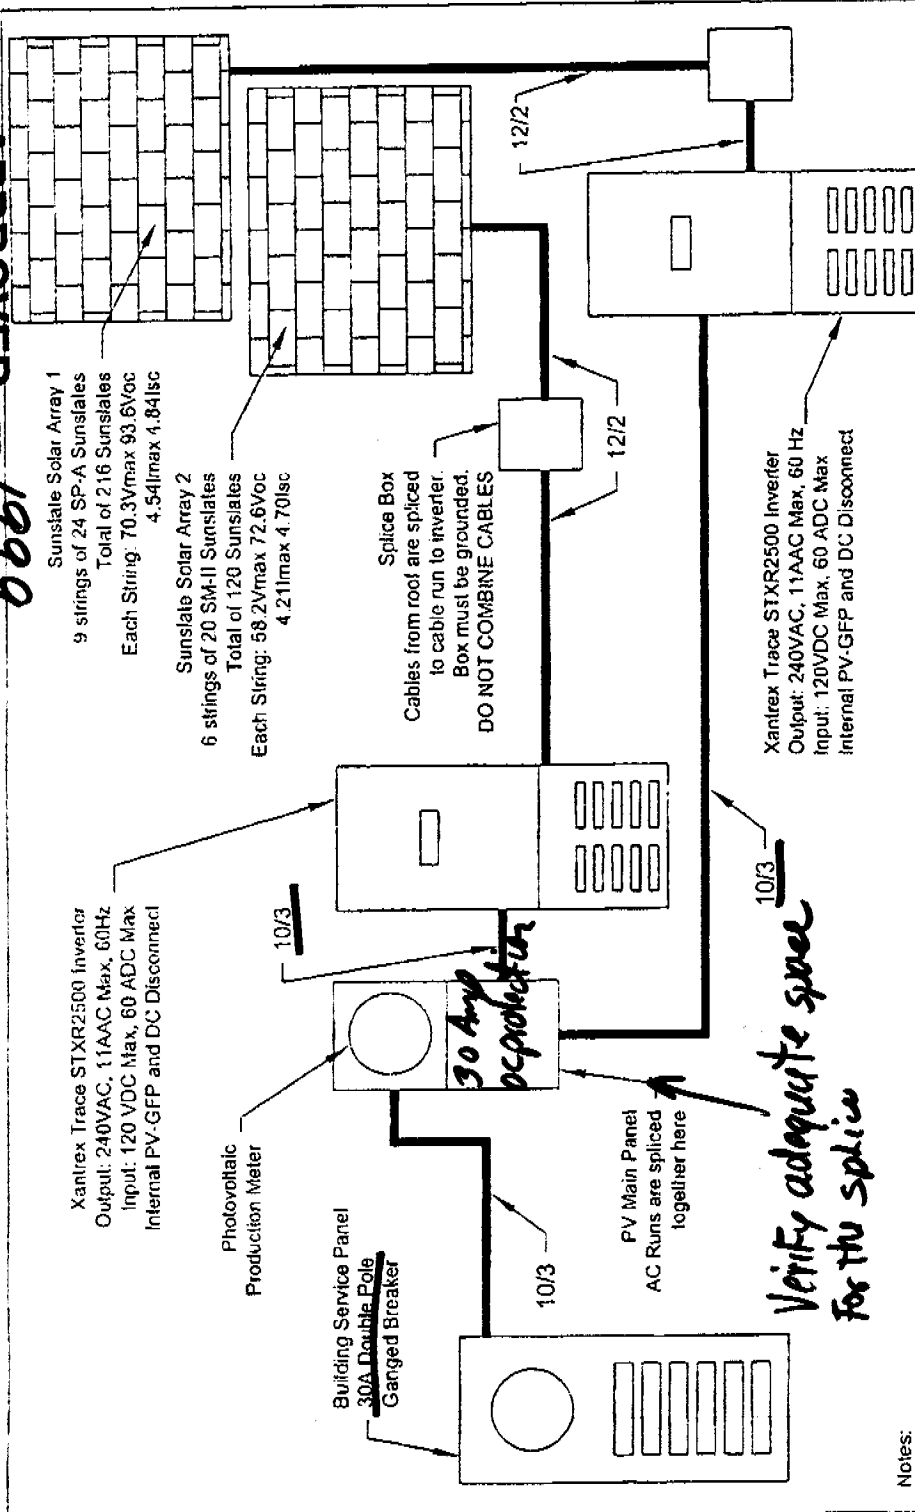 Sunslate Solar Array 1
9 strings of 24 SP-A Sunslates
Total of 216 Sunslates
Each String: 70.3Vmax 93.6Voc
4.54Imax 4.84Isc
Sunslate Solar Array 2
6 strings of 20 SM-II Sunslates
Total of 120 Sunslates
Each String: 58.2Vmax 72.6Voc
4.21Imax 4.70Isc
12/2
Splice Box
Cables from roof are spliced
to cable run to inverter.
Box must be grounded.
DO NOT COMBINE CABLES
12/2
Xantrex Trace STXR2500 Inverter
Output: 240VAC, 11AAC Max, 60 Hz
Input: 120VDC Max, 60 ADC Max
Internal PV-GFP and DC Disconnect
Xantrex Trace STXR2500 Inverter
Output: 240VAC, 11AAC Max, 60Hz
Input: 120 VDC Max, 60 ADC Max
Internal PV-GFP and DC Disconnect
10/3
10/3
Photovoltaic
Production Meter
30 Amp
ocprotection
PV Main Panel
AC Runs are spliced
together here
Verify adequate space
For the splice
Building Service Panel
30A Double Pole
Ganged Breaker
10/3
Notes: